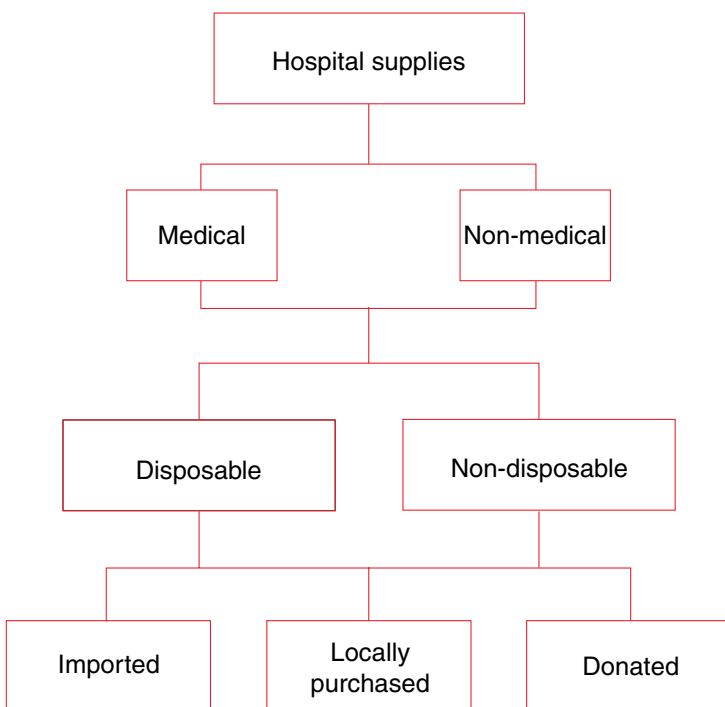 Hospital supplies
Medical
Non-medical
Disposable
Non-disposable
Imported
Locally
purchased
Donated